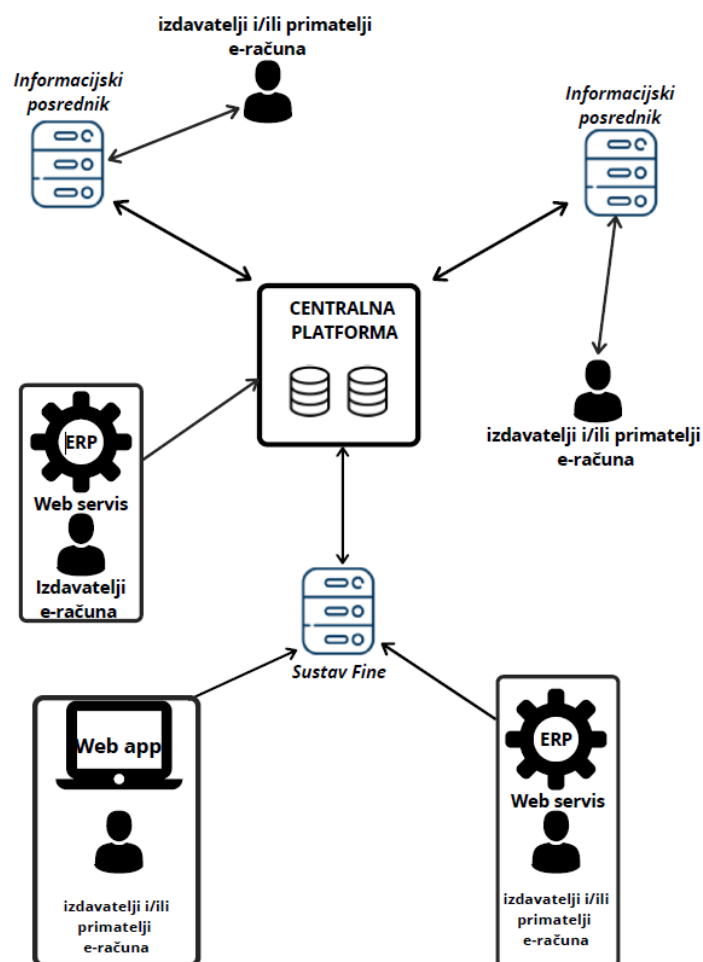 izdavatelji i/ili primatelji
e-računa
Informacijski
posrednik
Informacijski
posrednik
CENTRALNA
PLATFORMA
izdavatelji i/ili primatelji
e-računa
ERP
Web servis
Izdavatelji
e-računa
Sustav Fine
Web app
izdavatelji i/ili
primatelji
e-računa
ERP
Web servis
izdavatelji i/ili
primatelji
e-računa